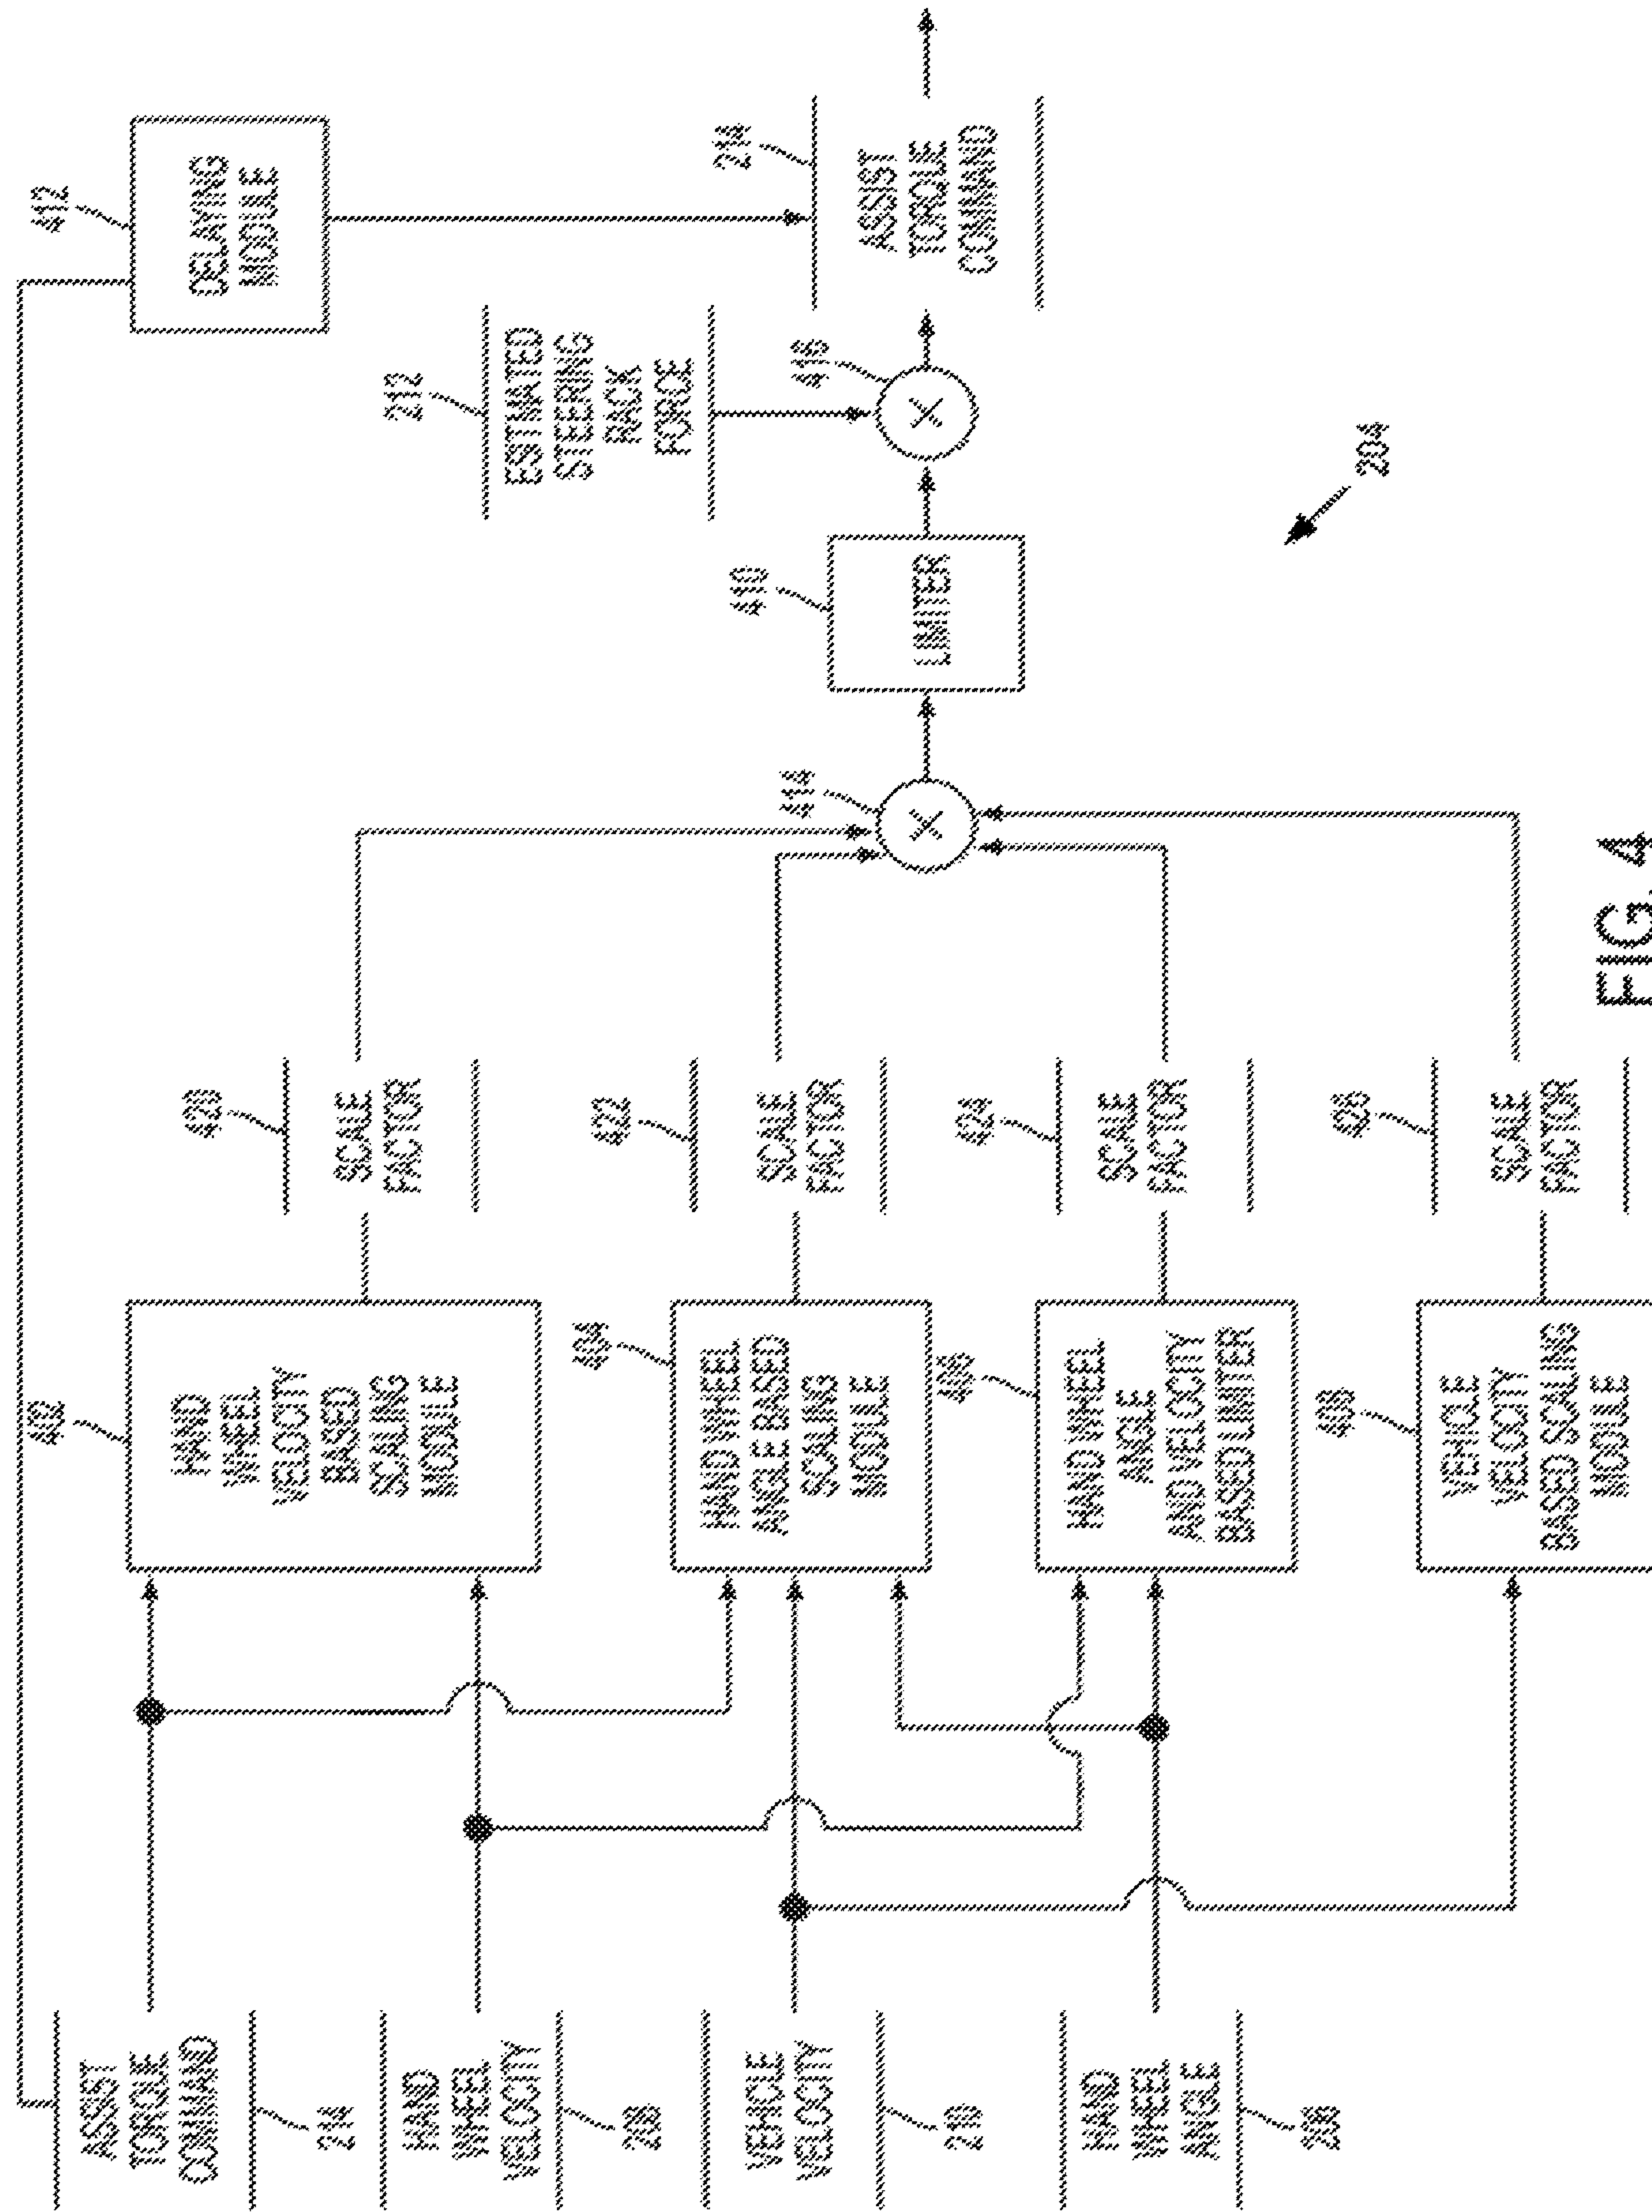 ASSIST
TORQUE
COMMAND
214
HAND
WHEEL
VELOCITY
208
VEHICLE
VELOCITY
210
HAND
WHEEL
ANGLE
206
402
HAND
WHEEL
VELOCITY
BASED
SCALING
MODULE
404
HAND WHEEL
ANGLE BASED
SCALING
MODULE
406
HAND WHEEL
ANGLE
AND VELOCITY
BASED LIMITER
408
VEHICLE
VELOCITY
BASED SCALING
MODULE
420
SCALE
FACTOR
422
SCALE
FACTOR
424
SCALE
FACTOR
426
SCALE
FACTOR
414
X
410
LIMITER
212
ESTIMATED
STEERING
RACK
FORCE
416
X
412
DELAYING
MODULE
214
ASSIST
TORQUE
COMMAND
204
FIG. 4